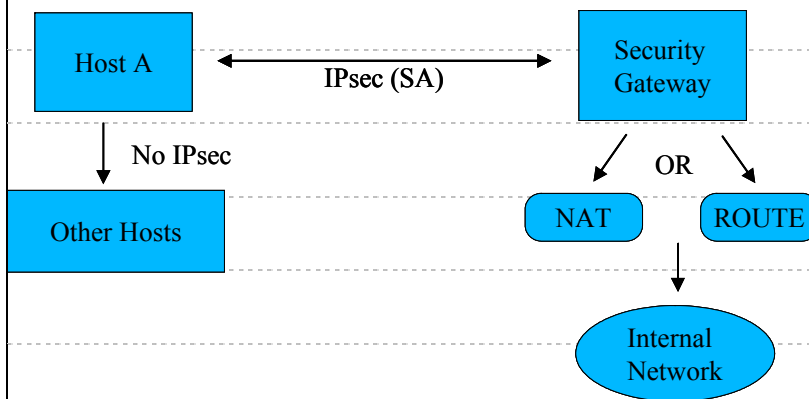 Host A
IPsec (SA)
Security
Gateway
No IPsec
OR
Other Hosts
NAT
ROUTE
Internal
Network